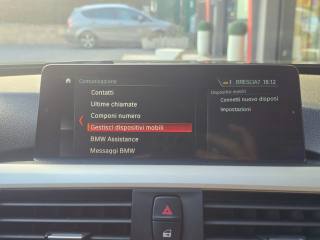 Comunicazione
BRESCIA? 18:12
Contatti
Ultime chiamate
Componi numero
Gestisci dispositivi mobili
BMW Assistance
Messaggi BMW
Dispositivi mobili
Connetti nuovo disposi
Impostazioni